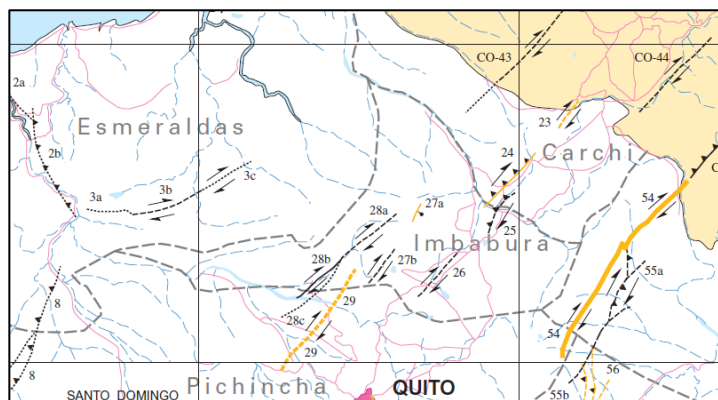 CO-43
CO-44
2a
Esmeraldas
23
2b
24
Carchi
3a
3b
3c
27a
28a
54
25
Imbabura
28b
27b
26
55a
8
28c
29
54
29
8
56
Pichincha
QUITO
SANTO DOMINGO
55b